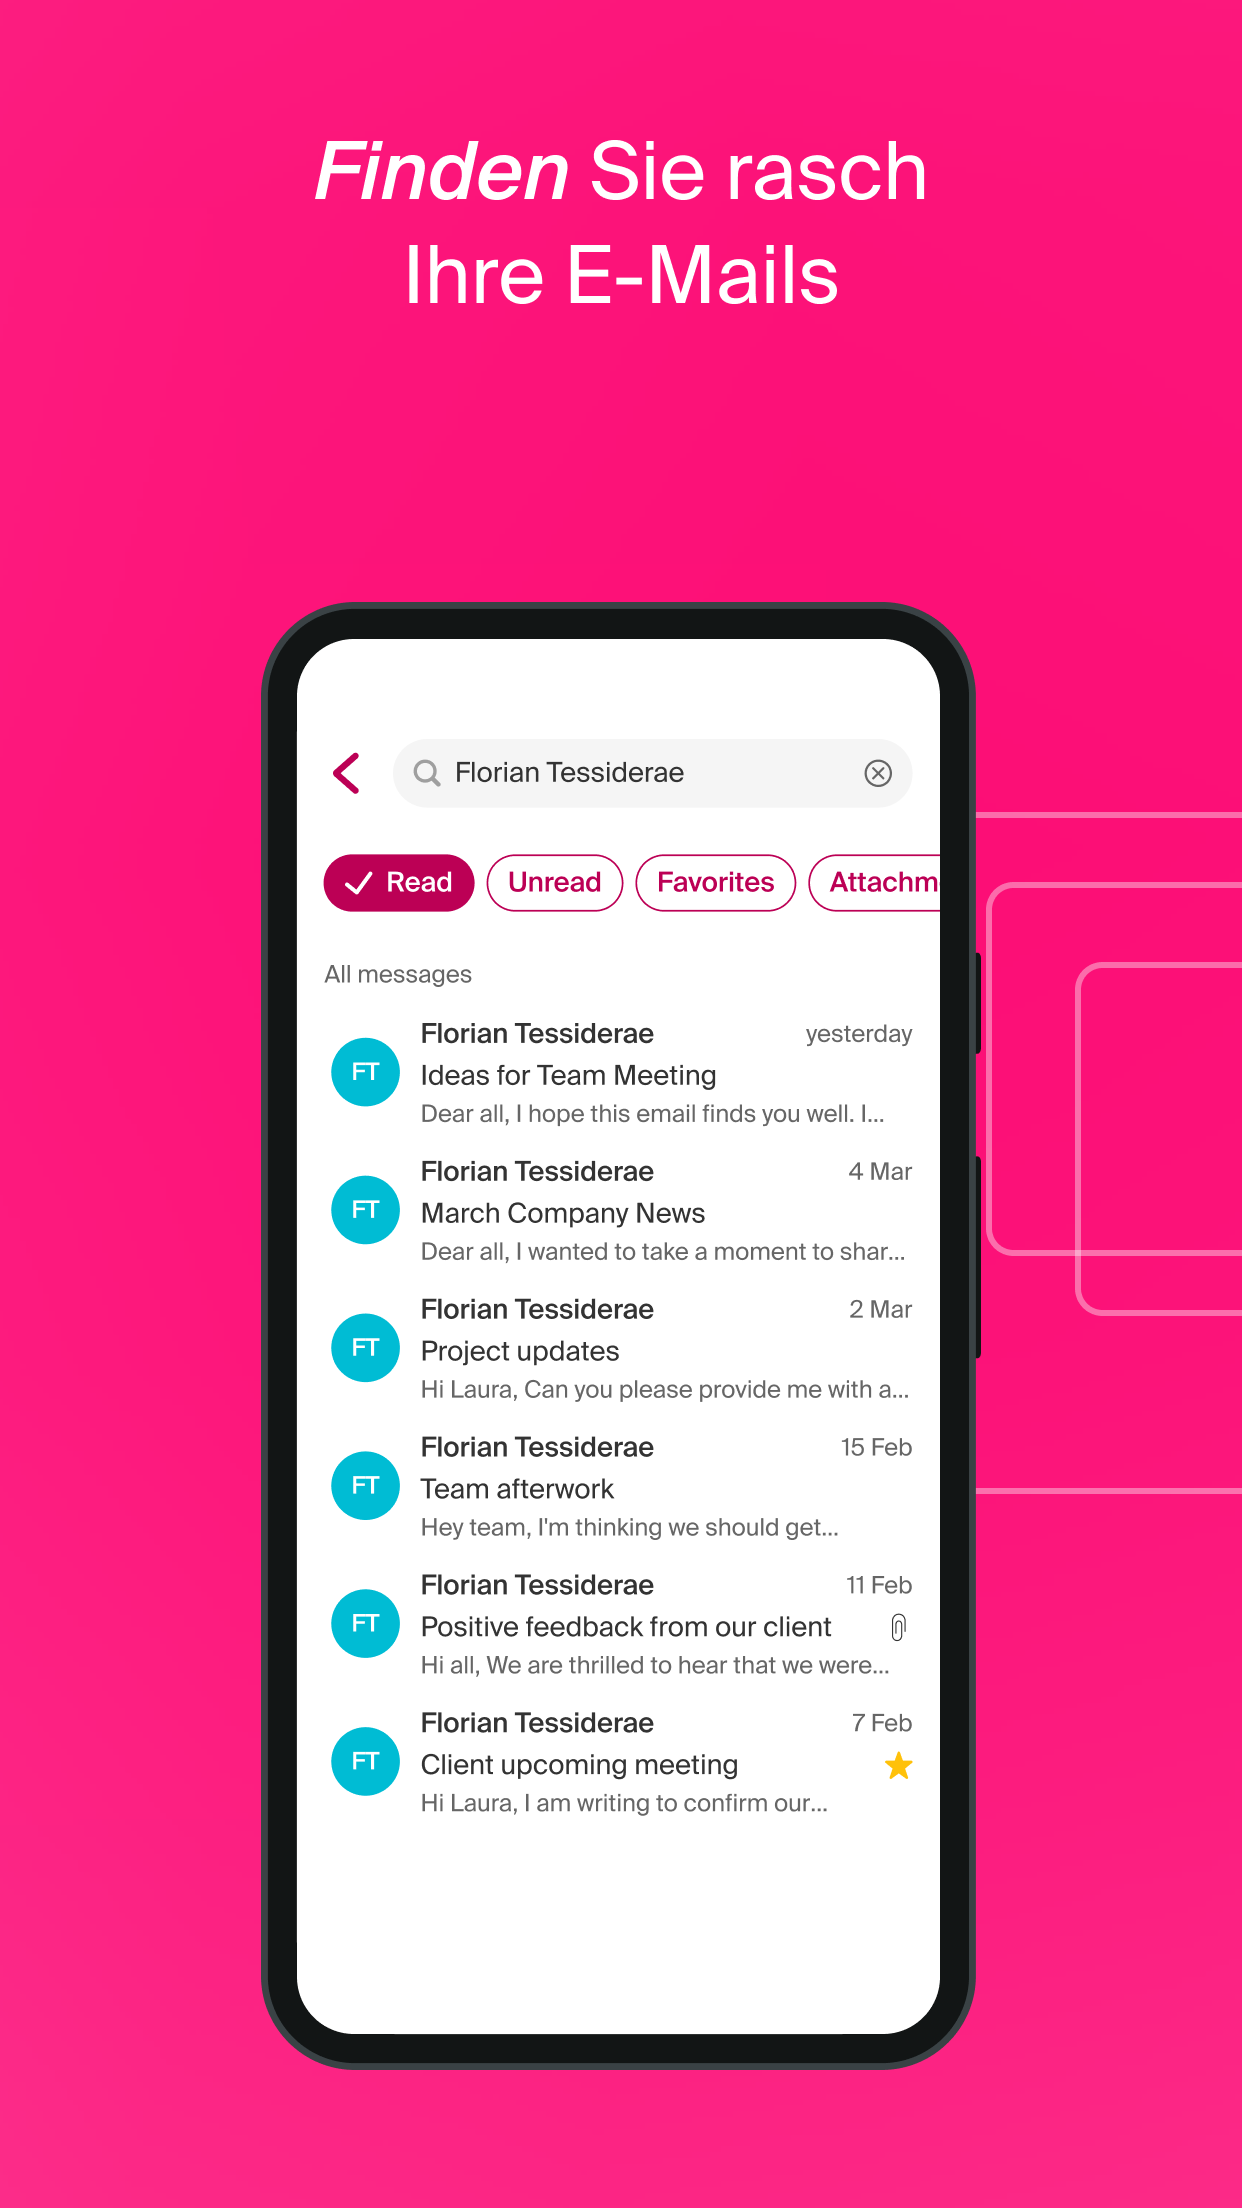 Finden Sie rasch
Ihre E-Mails
Florian Tessiderae
Read
Unread
Favorites
Attachm
All messages
FT
Florian Tessiderae
yesterday
Ideas for Team Meeting
Dear all, I hope this email finds you well. I...
FT
Florian Tessiderae
4 Mar
March Company News
Dear all, I wanted to take a moment to shar...
FT
Florian Tessiderae
2 Mar
Project updates
Hi Laura, Can you please provide me with a...
FT
Florian Tessiderae
15 Feb
Team afterwork
Hey team, I'm thinking we should get...
FT
Florian Tessiderae
11 Feb
Positive feedback from our client
Hi all, We are thrilled to hear that we were...
FT
Florian Tessiderae
7 Feb
Client upcoming meeting
Hi Laura, I am writing to confirm our...